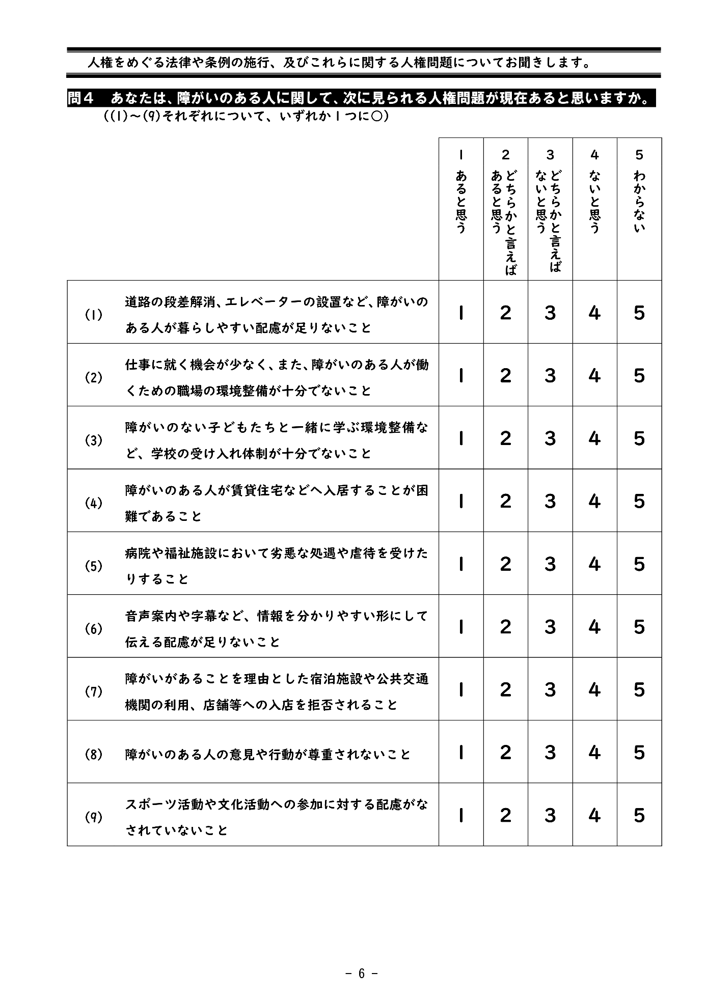 人権をめぐる法律や条例の施行、及びこれらに関する人権問題についてお聞きします。
問4　あなたは、障がいのある人に関して、次に見られる人権問題が現在あると思いますか。
((1)～(9)それぞれについて、いずれか1つに〇)
1 あると思う
2 どちらかと言えば
あると思う
3 どちらかと言えば
ないと思う
4 ないと思う
5 わからない
(1) 道路の段差解消、エレベーターの設置など、障がいの
ある人が暮らしやすい配慮が足りないこと
1 2 3 4 5
(2) 仕事に就く機会が少なく、また、障がいのある人が働
くための職場の環境整備が十分でないこと
1 2 3 4 5
(3) 障がいのない子どもたちと一緒に学ぶ環境整備な
ど、学校の受け入れ体制が十分でないこと
1 2 3 4 5
(4) 障がいのある人が賃貸住宅などへ入居することが困
難であること
1 2 3 4 5
(5) 病院や福祉施設において劣悪な処遇や虐待を受けた
りすること
1 2 3 4 5
(6) 音声案内や字幕など、情報を分かりやすい形にして
伝える配慮が足りないこと
1 2 3 4 5
(7) 障がいがあることを理由とした宿泊施設や公共交通
機関の利用、店舗等への入店を拒否されること
1 2 3 4 5
(8) 障がいのある人の意見や行動が尊重されないこと
1 2 3 4 5
(9) スポーツ活動や文化活動への参加に対する配慮がな
されていないこと
1 2 3 4 5
- 6 -